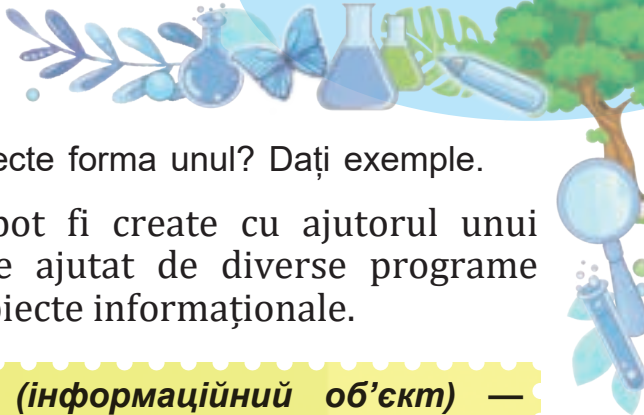 ecte forma unul? Dați exemple.
pot fi create cu ajutorul unui
e ajutat de diverse programe
biecte informaționale.
(інформаційний об’єкт) —